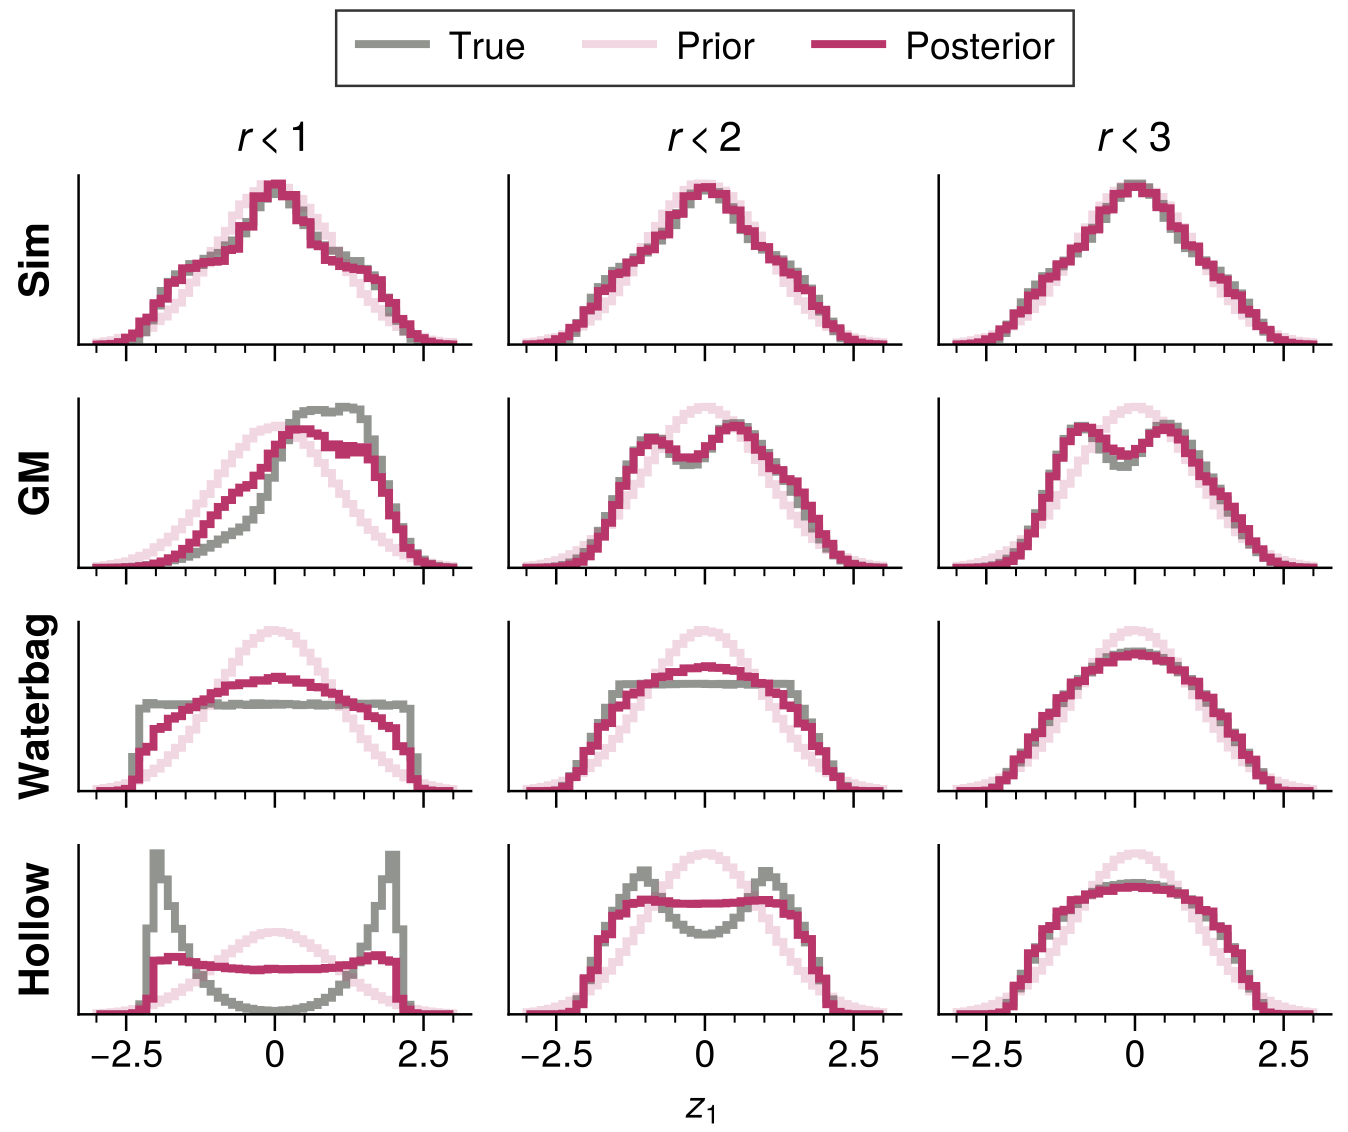 True Prior Posterior
r < 1 r < 2 r < 3
Sim
GM
Waterbag
Hollow
−2.5 0 2.5 −2.5 0 2.5 −2.5 0 2.5
z₁